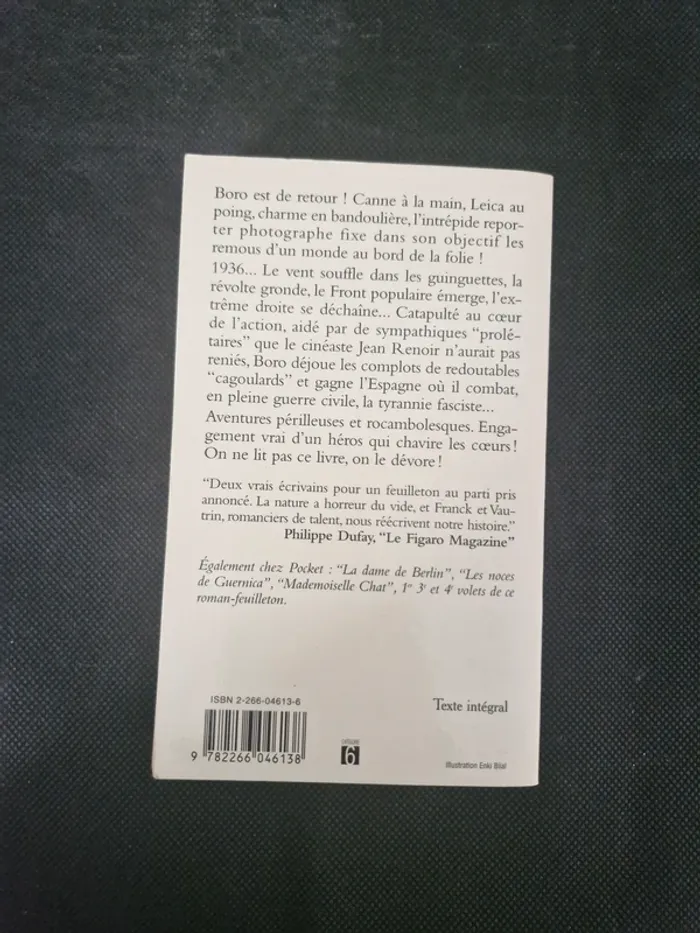 Boro est de retour ! Canne à la main, Leica au
poing, charme en bandoulière, l'intrépide repor-
ter photographe fixe dans son objectif les
remous d'un monde au bord de la folie !
1936... Le vent souffle dans les guinguettes, la
révolte gronde, le Front populaire émerge, l'ex-
trême droite se déchaîne... Catapulté au cœur
de l'action, aidé par de sympathiques "prolé-
taires" que le cinéaste Jean Renoir n'aurait pas
reniés, Boro déjoue les complots de redoutables
"cagoulards" et gagne l'Espagne où il combat,
en pleine guerre civile, la tyrannie fasciste...
Aventures périlleuses et rocambolesques. Enga-
gement vrai d'un héros qui chavire les cœurs !
On ne lit pas ce livre, on le dévore !
"Deux vrais écrivains pour un feuilleton au parti pris
annoncé. La nature a horreur du vide, et Franck et Vau-
trin, romanciers de talent, nous réécrivent notre histoire."
Philippe Dufay, "Le Figaro Magazine"
Également chez Pocket : "La dame de Berlin", "Les noces
de Guernica", "Mademoiselle Chat", 1er 3e et 4e volets de ce
roman-feuilleton.
ISBN 2-266-04613-6
Texte intégral
9 782266 046138
CATÉGORIE
6
Illustration Enki Bilal